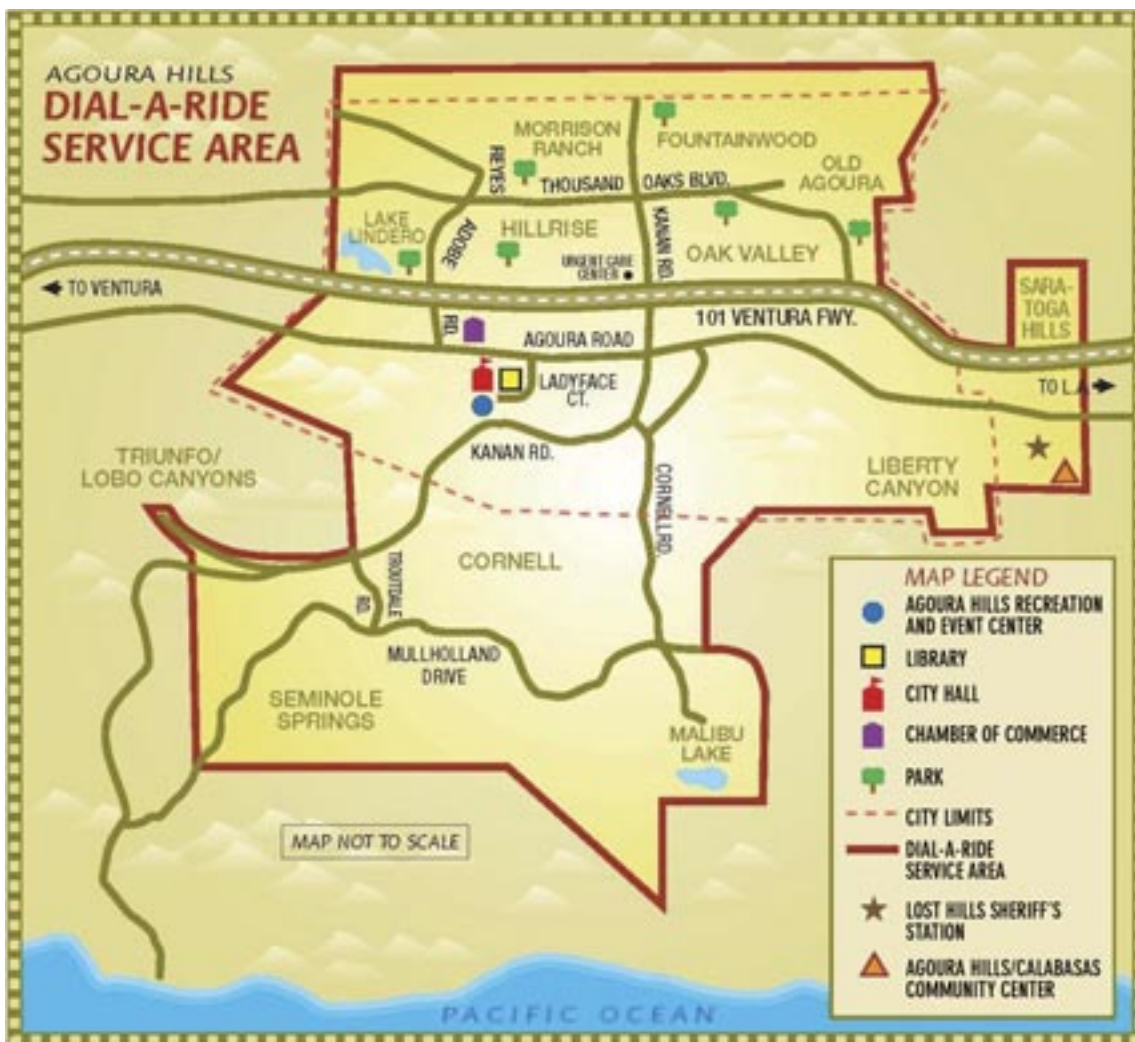 AGOURA HILLS
DIAL-A-RIDE
SERVICE AREA
MORRISON
RANCH
FOUNTAINWOOD
REYES
THOUSAND
OAKS BLVD.
OLD
AGOURA
LAKE
LINDERO
ADOBE
HILLRISE
KANAN RD.
URGENT CARE
CENTER
OAK VALLEY
TO VENTURA
SARA-
TOGA
HILLS
101 VENTURA FWY.
RD.
AGOURA ROAD
LADYFACE
CT.
TO L.A
KANAN RD.
TRIUNFO/
LOBO CANYONS
LIBERTY
CANYON
CORNELL RD.
CORNELL
TROUTDALE
RD.
MULLHOLLAND
DRIVE
SEMINOLE
SPRINGS
MALIBU
LAKE
MAP NOT TO SCALE
MAP LEGEND
AGOURA HILLS RECREATION
AND EVENT CENTER
LIBRARY
CITY HALL
CHAMBER OF COMMERCE
PARK
CITY LIMITS
DIAL-A-RIDE
SERVICE AREA
LOST HILLS SHERIFF'S
STATION
AGOURA HILLS/CALABASAS
COMMUNITY CENTER
PACIFIC OCEAN